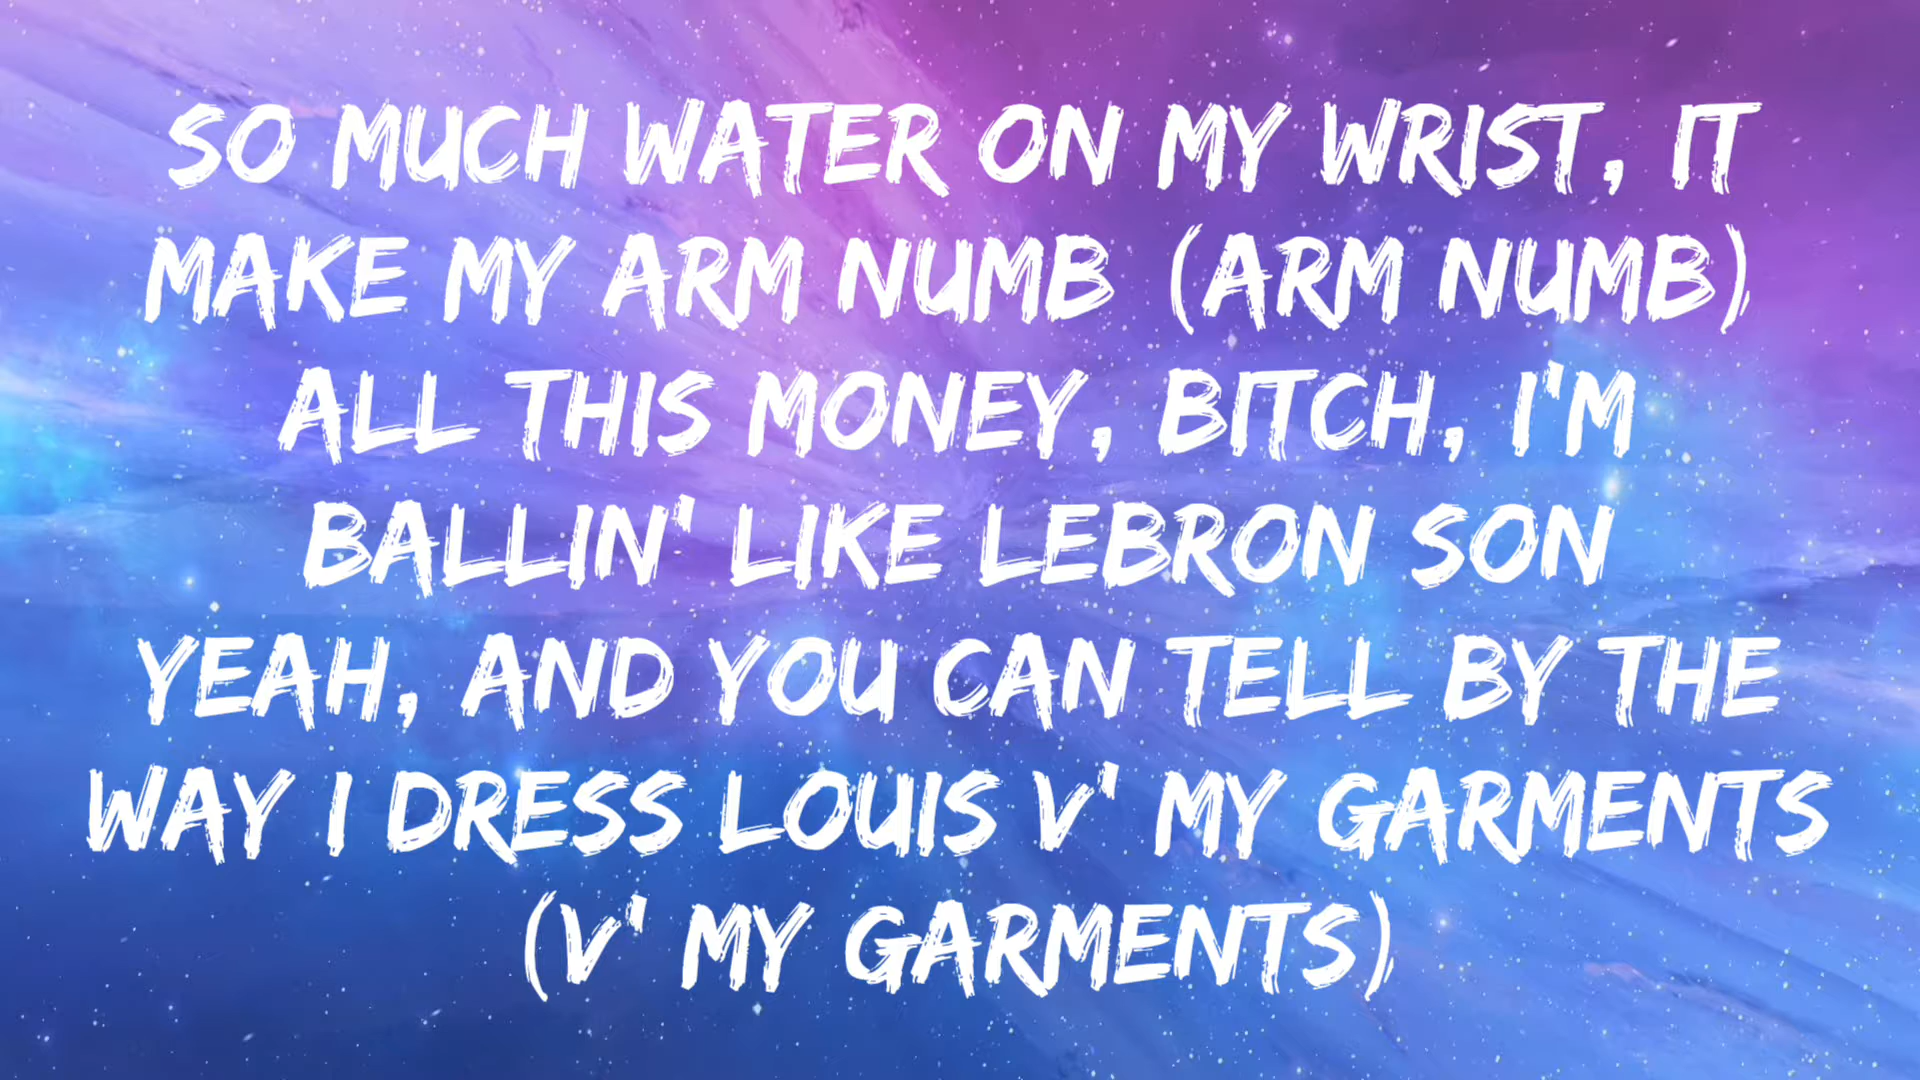 SO MUCH WATER ON MY WRIST, IT
MAKE MY ARM NUMB (ARM NUMB)
ALL THIS MONEY, BITCH, I'M
BALLIN' LIKE LEBRON SON
YEAH, AND YOU CAN TELL BY THE
WAY I DRESS LOUIS V' MY GARMENTS
(V' MY GARMENTS)